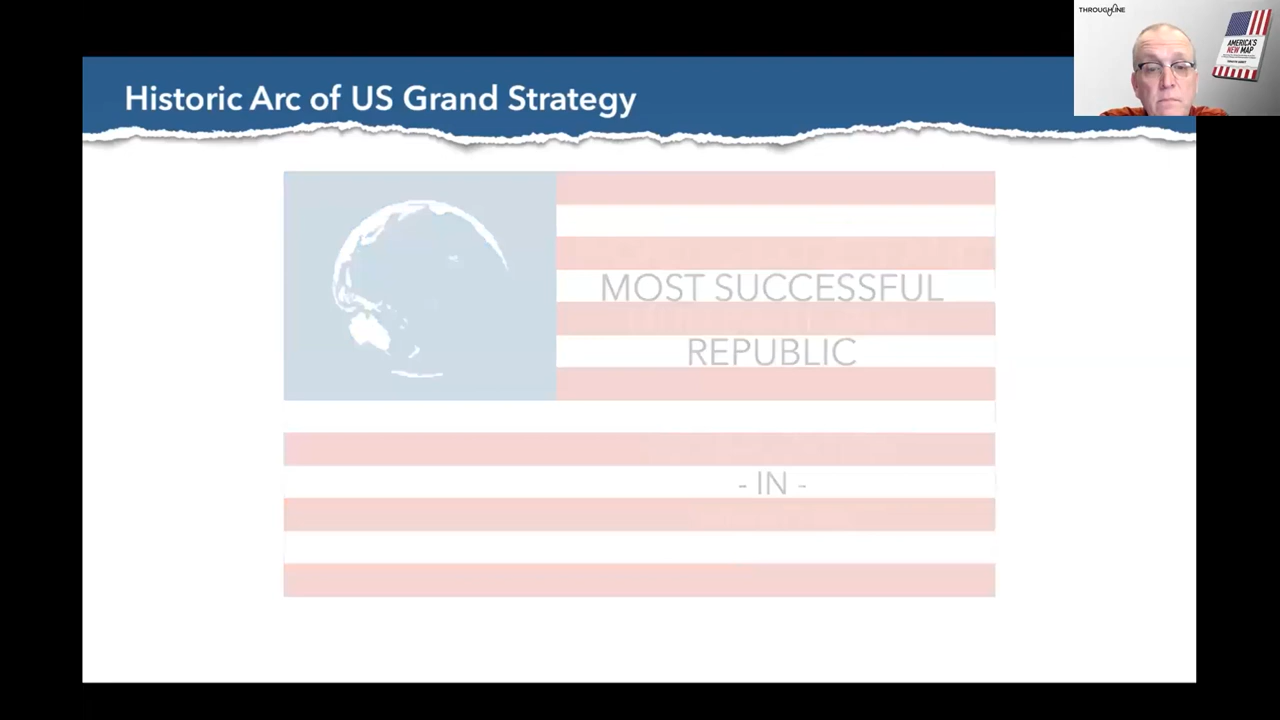 THROUGHLINE
AMERICA'S
NEW MAP
Historic Arc of US Grand Strategy
MOST SUCCESSFUL
REPUBLIC
- IN -